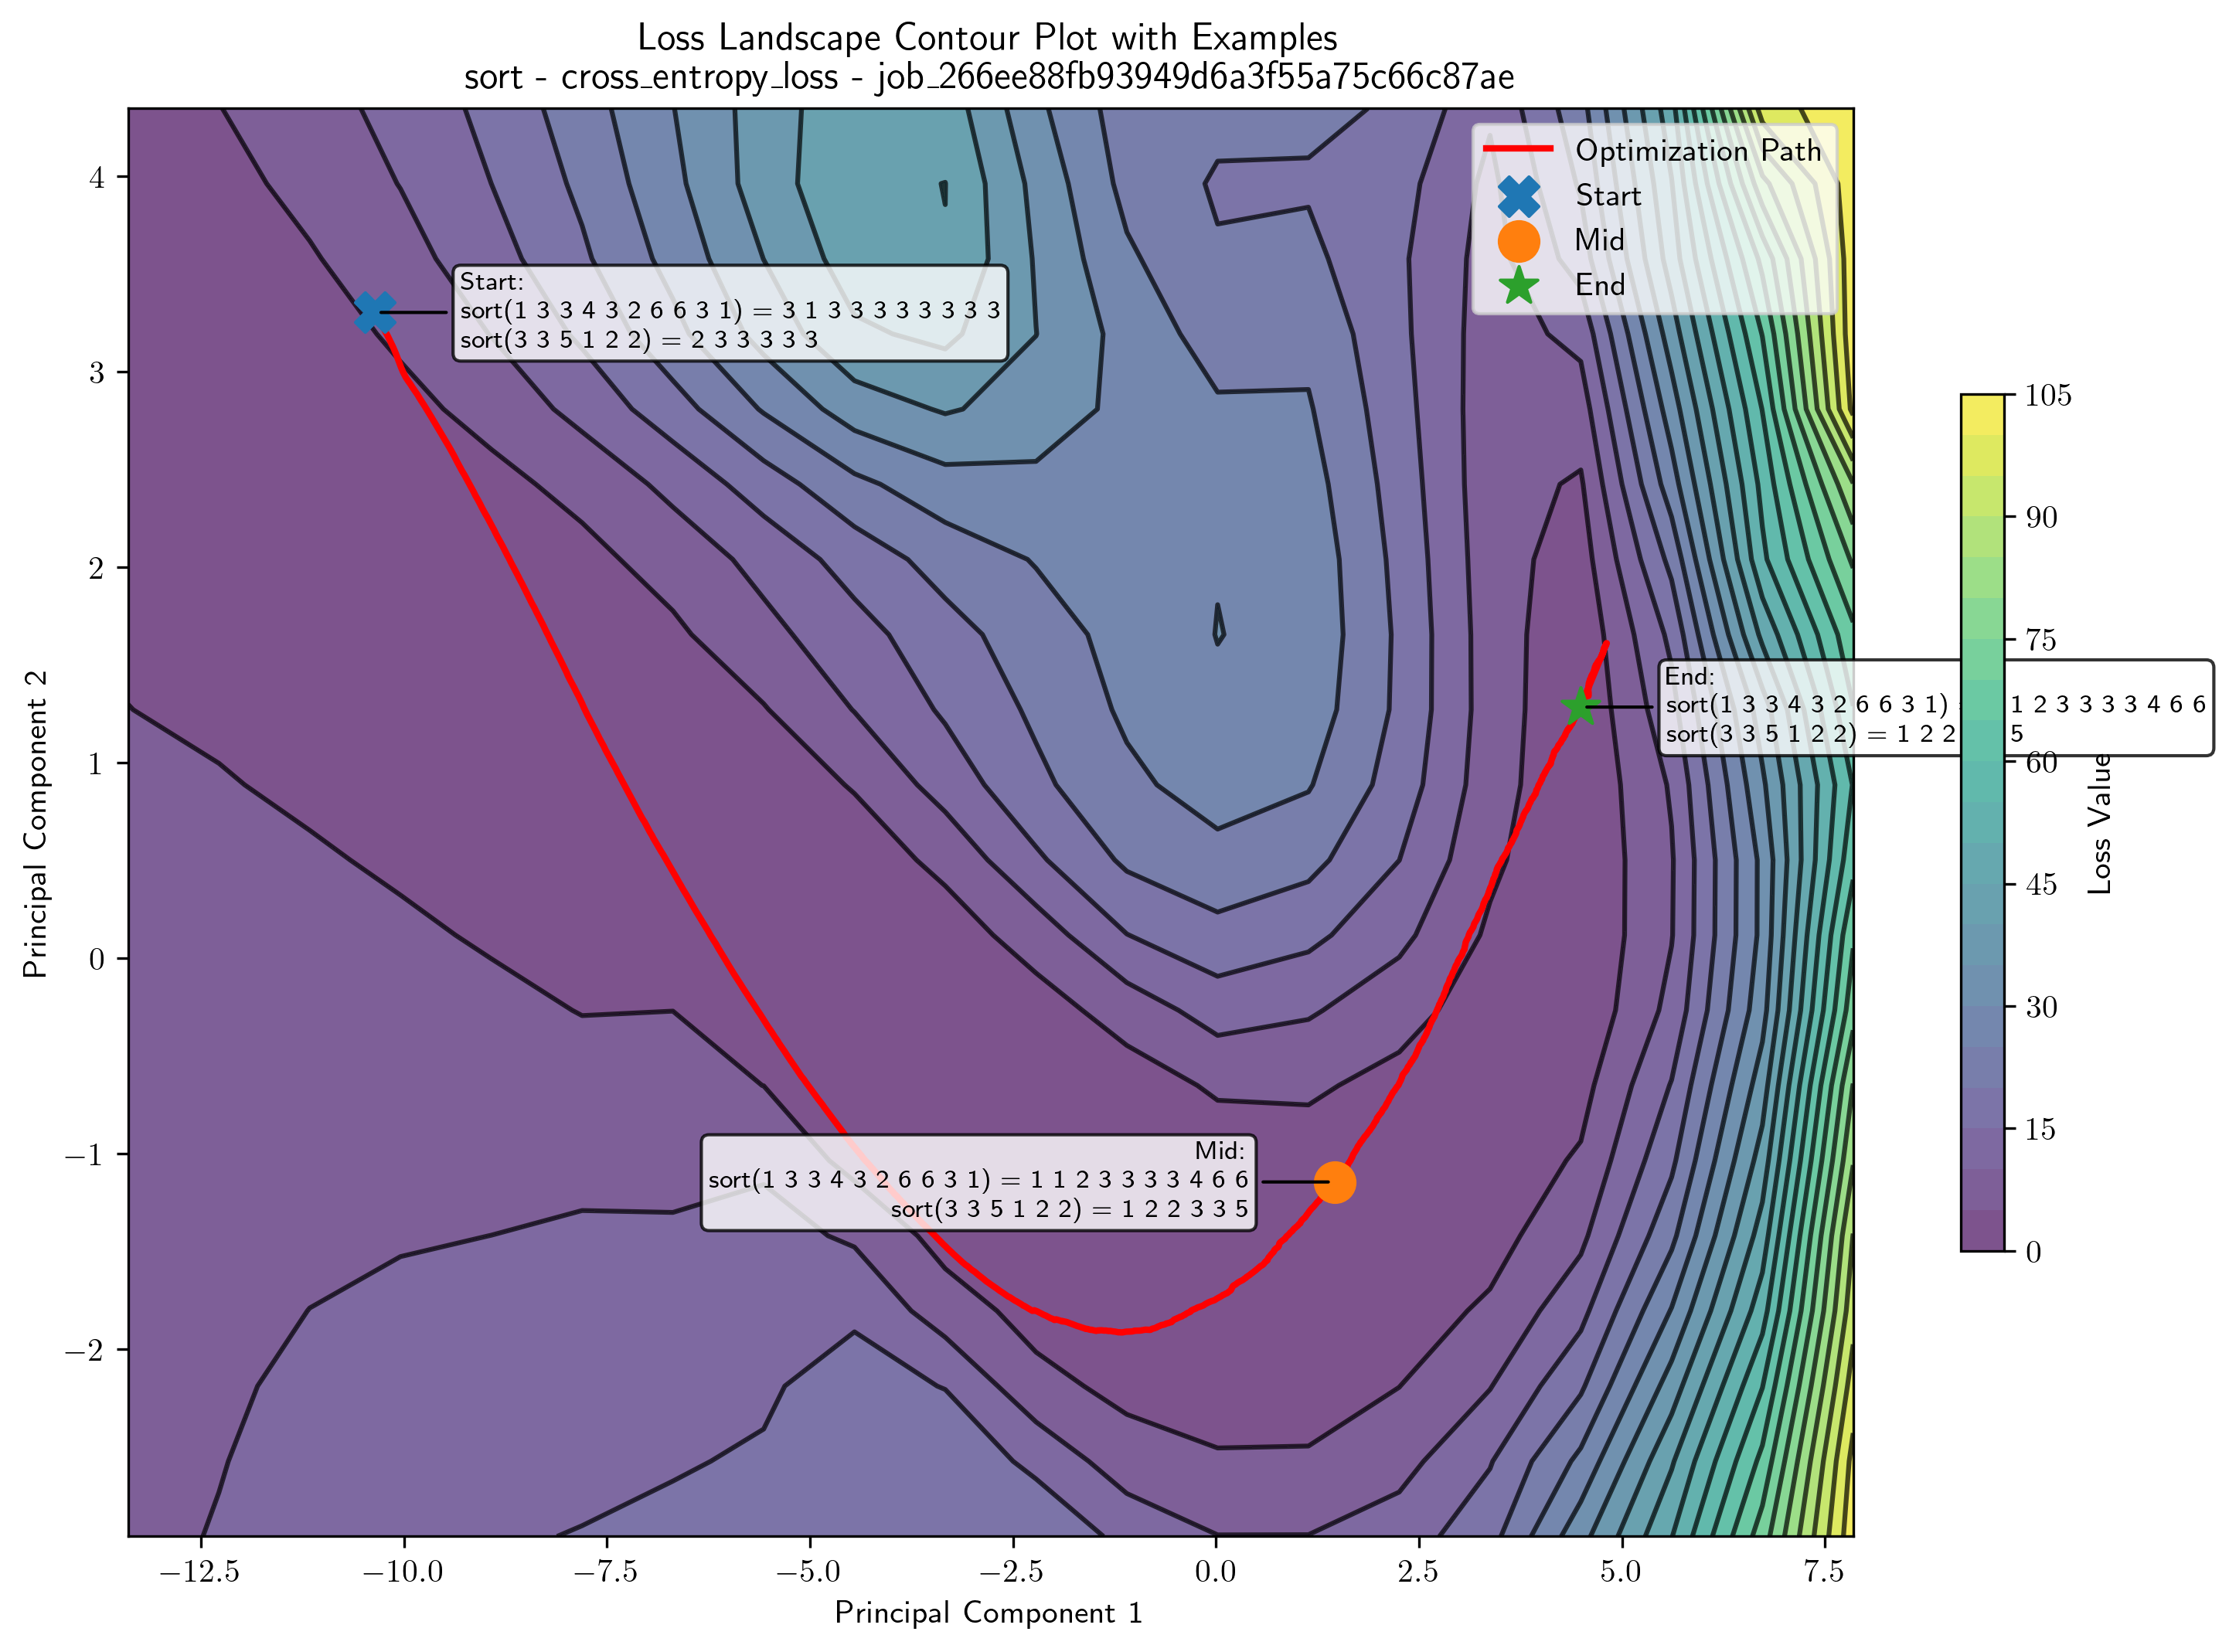 Loss Landscape Contour Plot with Examples
sort - cross_entropy_loss - job_266ee88fb93949d6a3f55a75c66c87ae
Optimization Path
Start
Mid
End
Start:
sort(1 3 3 4 3 2 6 6 3 1) = 3 1 3 3 3 3 3 3 3 3
sort(3 3 5 1 2 2) = 2 3 3 3 3 3
End:
sort(1 3 3 4 3 2 6 6 3 1) 1 2 3 3 3 3 4 6 6
sort(3 3 5 1 2 2) = 1 2 2 5
Mid:
sort(1 3 3 4 3 2 6 6 3 1) = 1 1 2 3 3 3 3 4 6 6
sort(3 3 5 1 2 2) = 1 2 2 3 3 5
4
3
2
1
0
−1
−2
Principal Component 2
−12.5
−10.0
−7.5
−5.0
−2.5
0.0
2.5
5.0
7.5
Principal Component 1
105
90
75
60
45
30
15
0
Loss Value